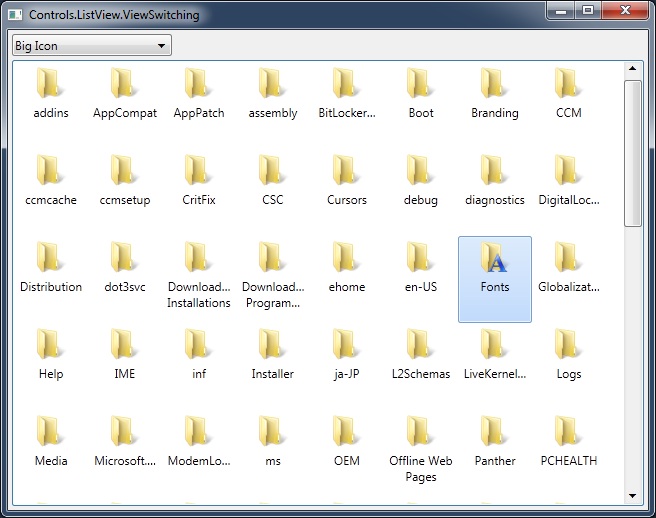 Controls.ListView.ViewSwitching
Big Icon
addins AppCompat AppPatch assembly BitLocker... Boot Branding CCM
ccmcache ccmsetup CritFix CSC Cursors debug diagnostics DigitalLoc...
Distribution dot3svc Download... Download... ehome en-US Fonts Globalizat...
Installations Program...
Help IME inf Installer ja-JP L2Schemas LiveKernel... Logs
Media Microsoft.... ModemLo... ms OEM Offline Web Panther PCHEALTH
Pages